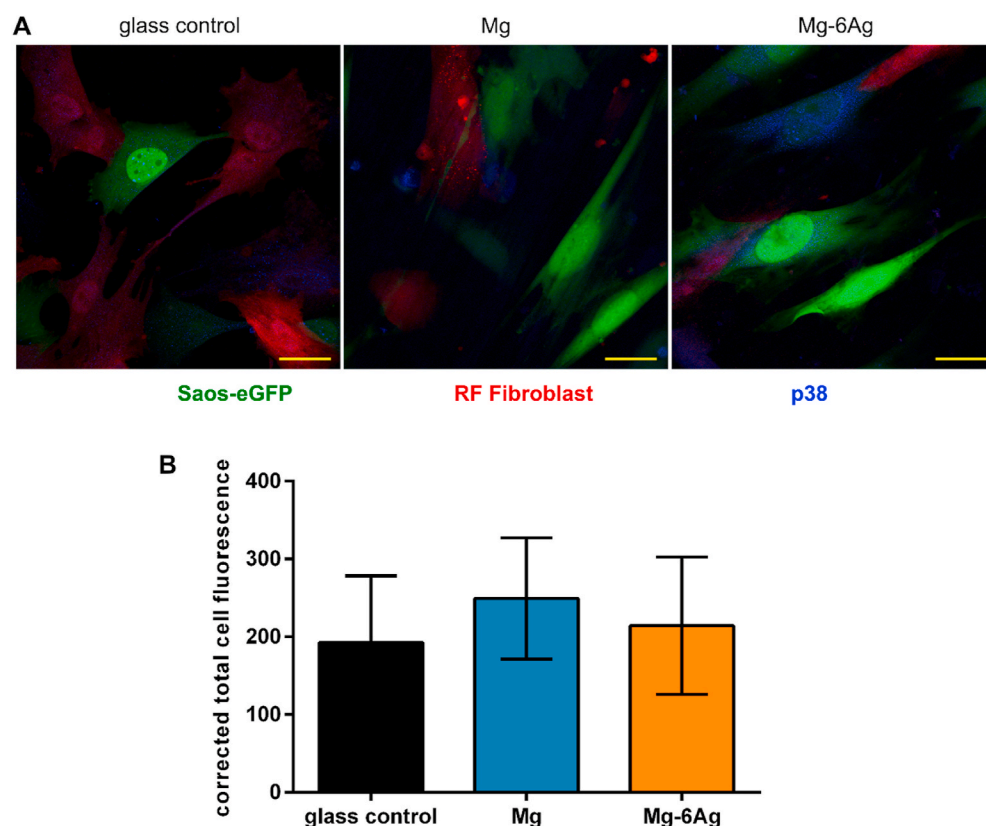 A
glass control Mg Mg-6Ag
Saos-eGFP RF Fibroblast p38
B
corrected total cell fluorescence
400
300
200
100
0
glass control Mg Mg-6Ag